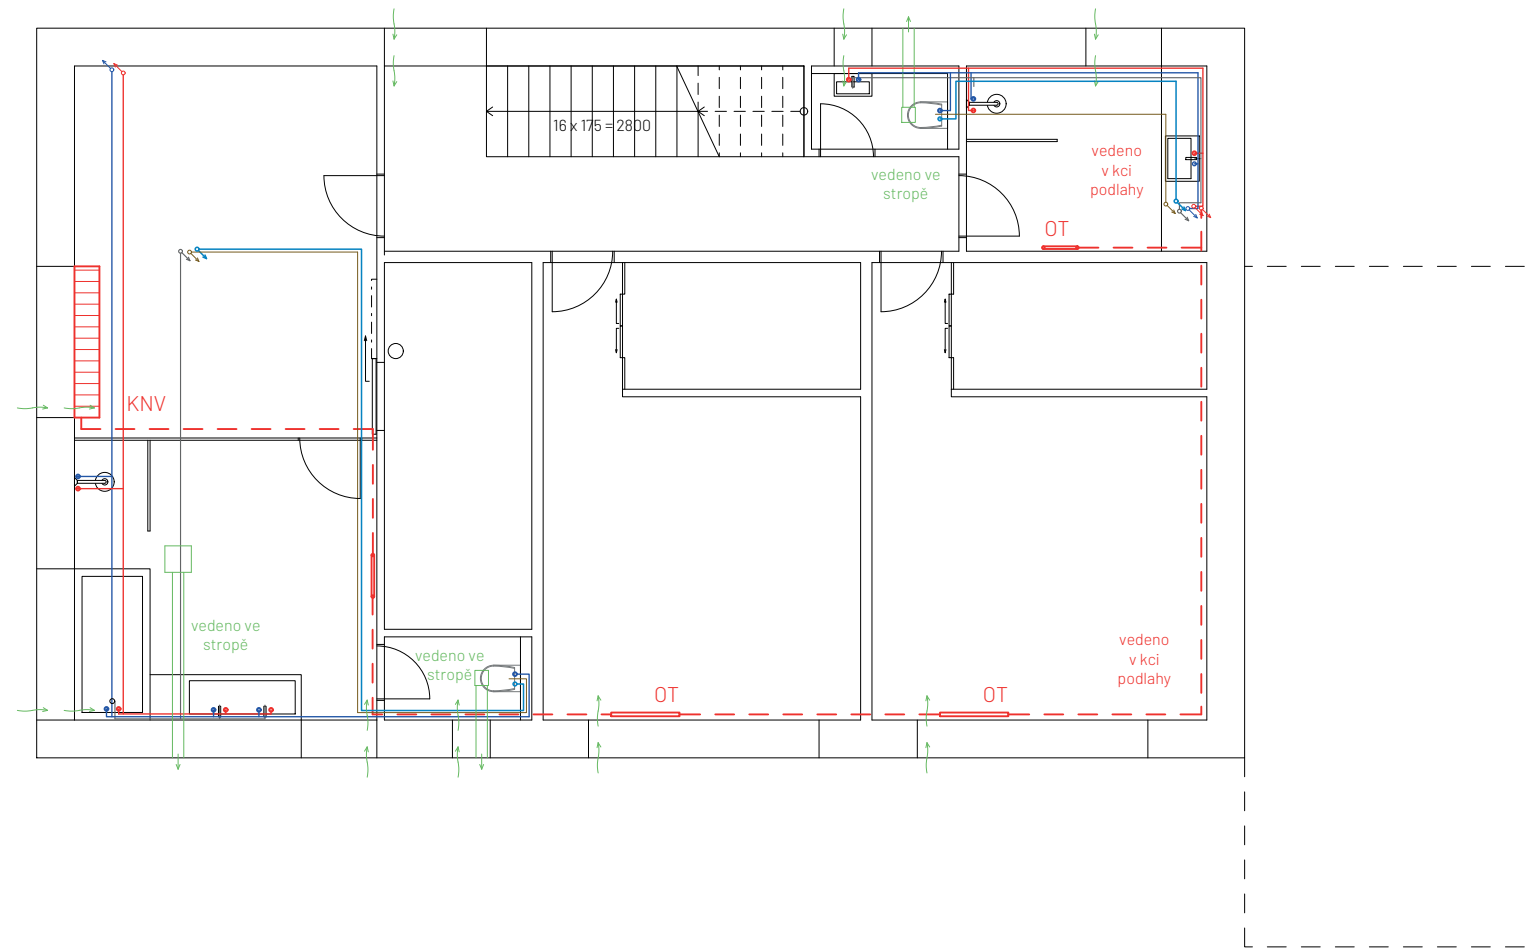 16 x 175 = 2800
vedeno ve
stropě
vedeno
v kci
podlahy
OT
KNV
vedeno ve
stropě
vedeno ve
stropě
OT
OT
vedeno
v kci
podlahy